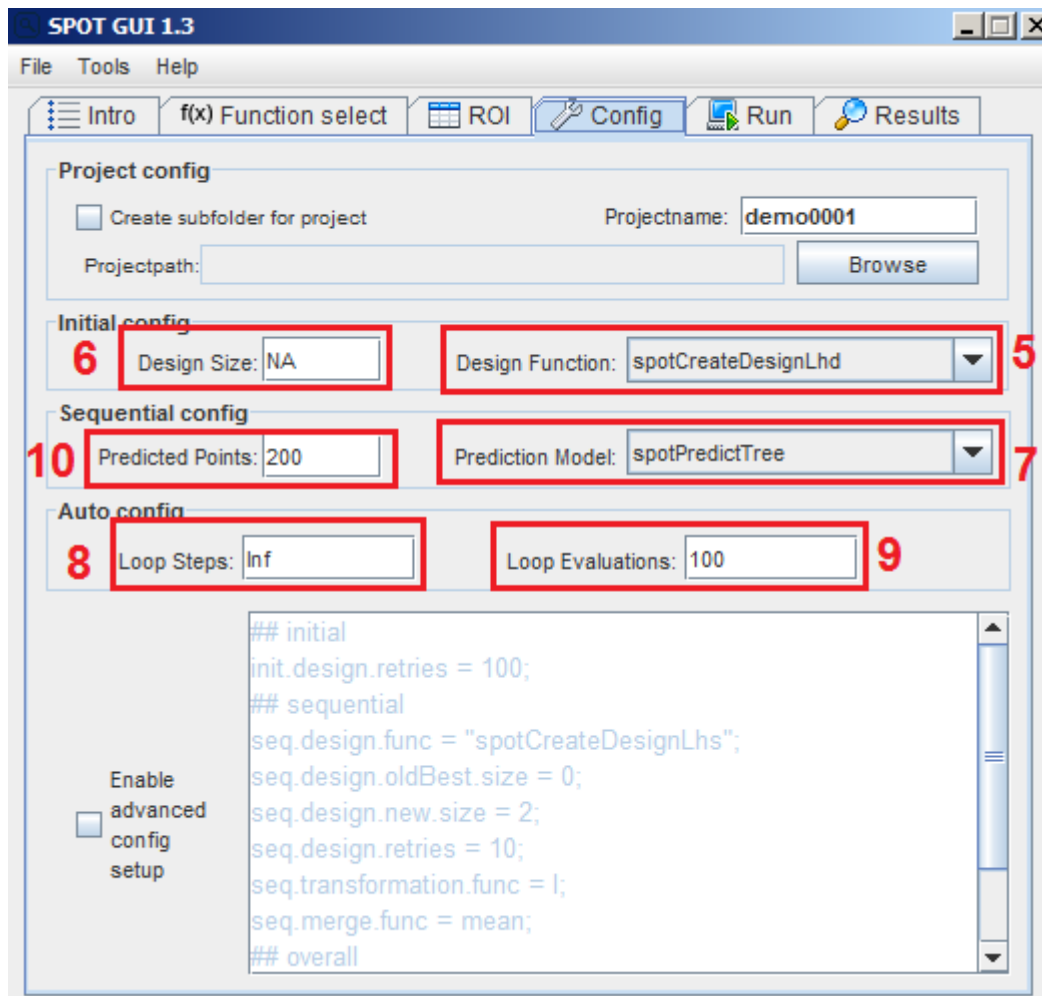 SPOT GUI 1.3
File Tools Help
Intro f(x) Function select ROI Config Run Results
Project config
Create subfolder for project Projectname: demo0001
Projectpath: Browse
Initial config
6 Design Size: NA Design Function: spotCreateDesignLhd 5
Sequential config
10 Predicted Points: 200 Prediction Model: spotPredictTree 7
Auto config
8 Loop Steps: Inf Loop Evaluations: 100 9
## initial
init.design.retries = 100;
## sequential
seq.design.func = "spotCreateDesignLhs";
seq.design.oldBest.size = 0;
seq.design.new.size = 2;
seq.design.retries = 10;
seq.transformation.func = I;
seq.merge.func = mean;
## overall
Enable
advanced
config
setup